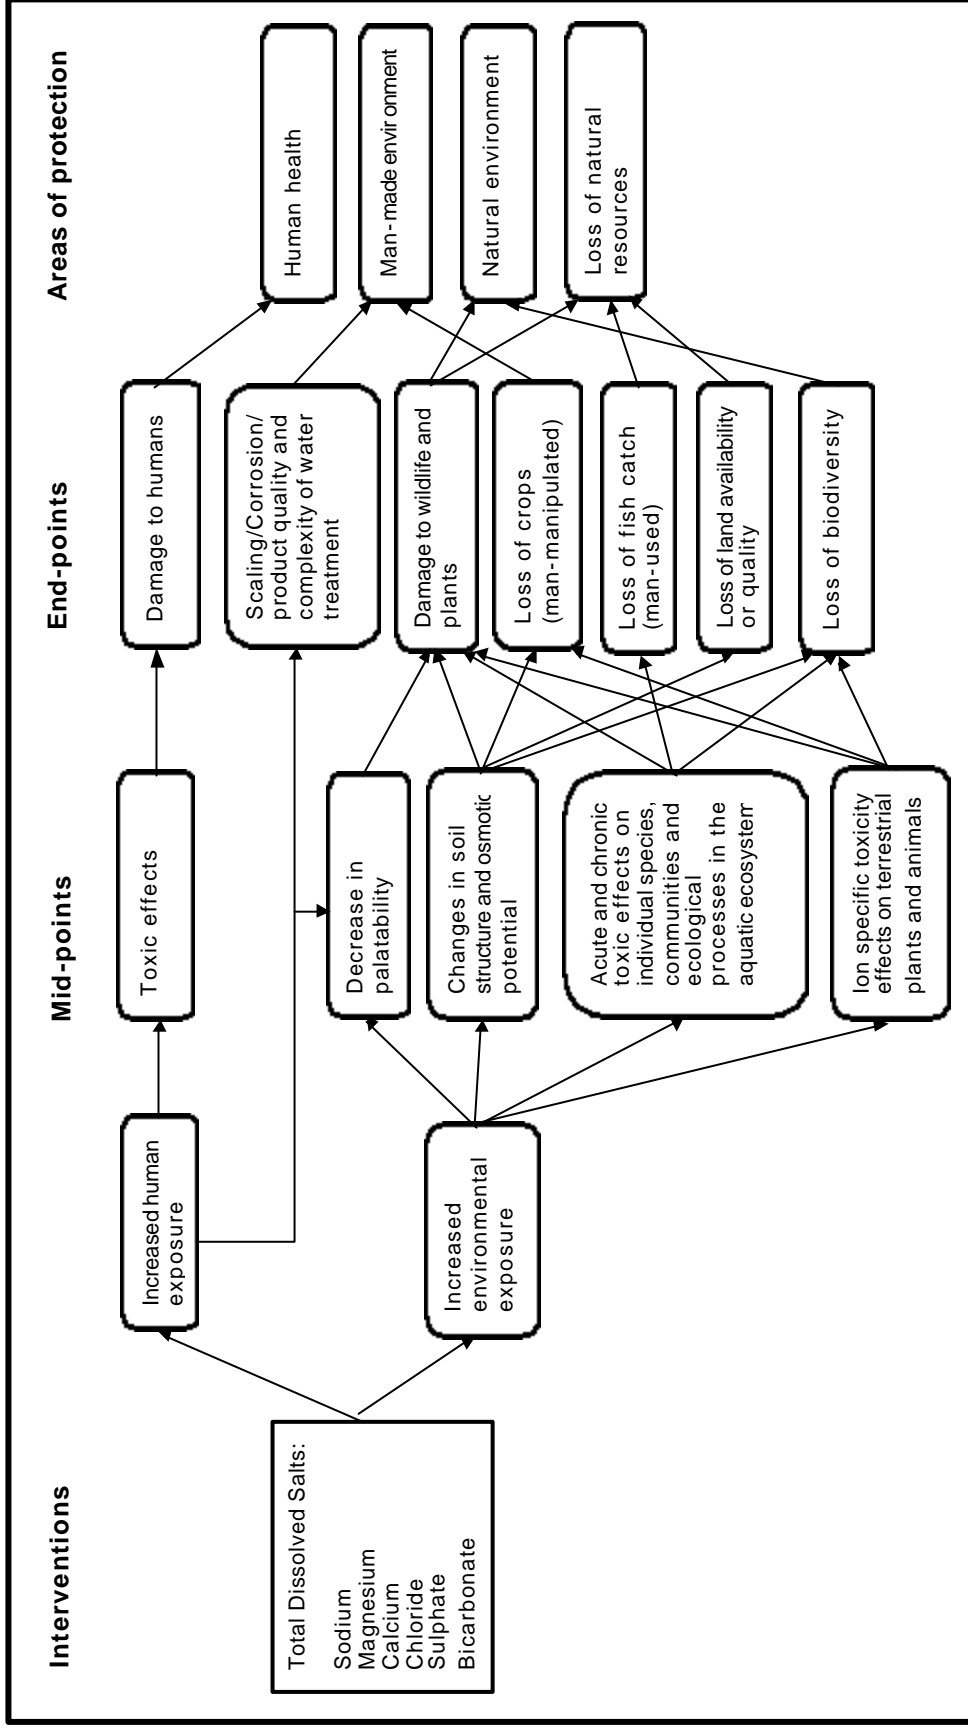 Interventions
Mid-points
End-points
Areas of protection
Total Dissolved Salts:
Sodium
Magnesium
Calcium
Chloride
Sulphate
Bicarbonate
Increased human
exposure
Increased
environmental
exposure
Toxic effects
Decrease in
palatability
Changes in soil
structure and osmotic
potential
Acute and chronic
toxic effects on
individual species,
communities and
ecological
processes in the
aquatic ecosystem
Ion specific toxicity
effects on terrestrial
plants and animals
Damage to humans
Scaling/Corrosion/
product quality and
complexity of water
treatment
Damage to wildlife and
plants
Loss of crops
(man-manipulated)
Loss of fish catch
(man-used)
Loss of land availability
or quality
Loss of biodiversity
Human health
Man-made environment
Natural environment
Loss of natural
resources